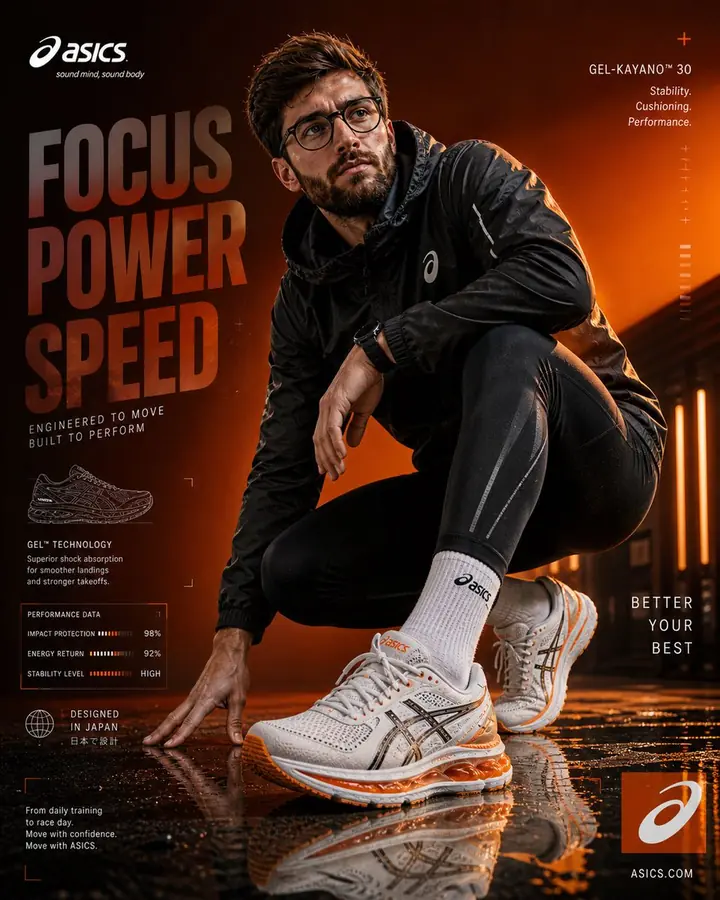 asics
sound mind, sound body
GEL-KAYANO™ 30
Stability.
Cushioning.
Performance.
FOCUS
POWER
SPEED
ENGINEERED TO MOVE
BUILT TO PERFORM
GEL™ TECHNOLOGY
Superior shock absorption
for smoother landings
and stronger takeoffs.
PERFORMANCE DATA
IMPACT PROTECTION 98%
ENERGY RETURN 92%
STABILITY LEVEL HIGH
asics
asics
BETTER
YOUR
BEST
DESIGNED
IN JAPAN
日本で設計
From daily training
to race day.
Move with confidence.
Move with ASICS.
ASICS.COM